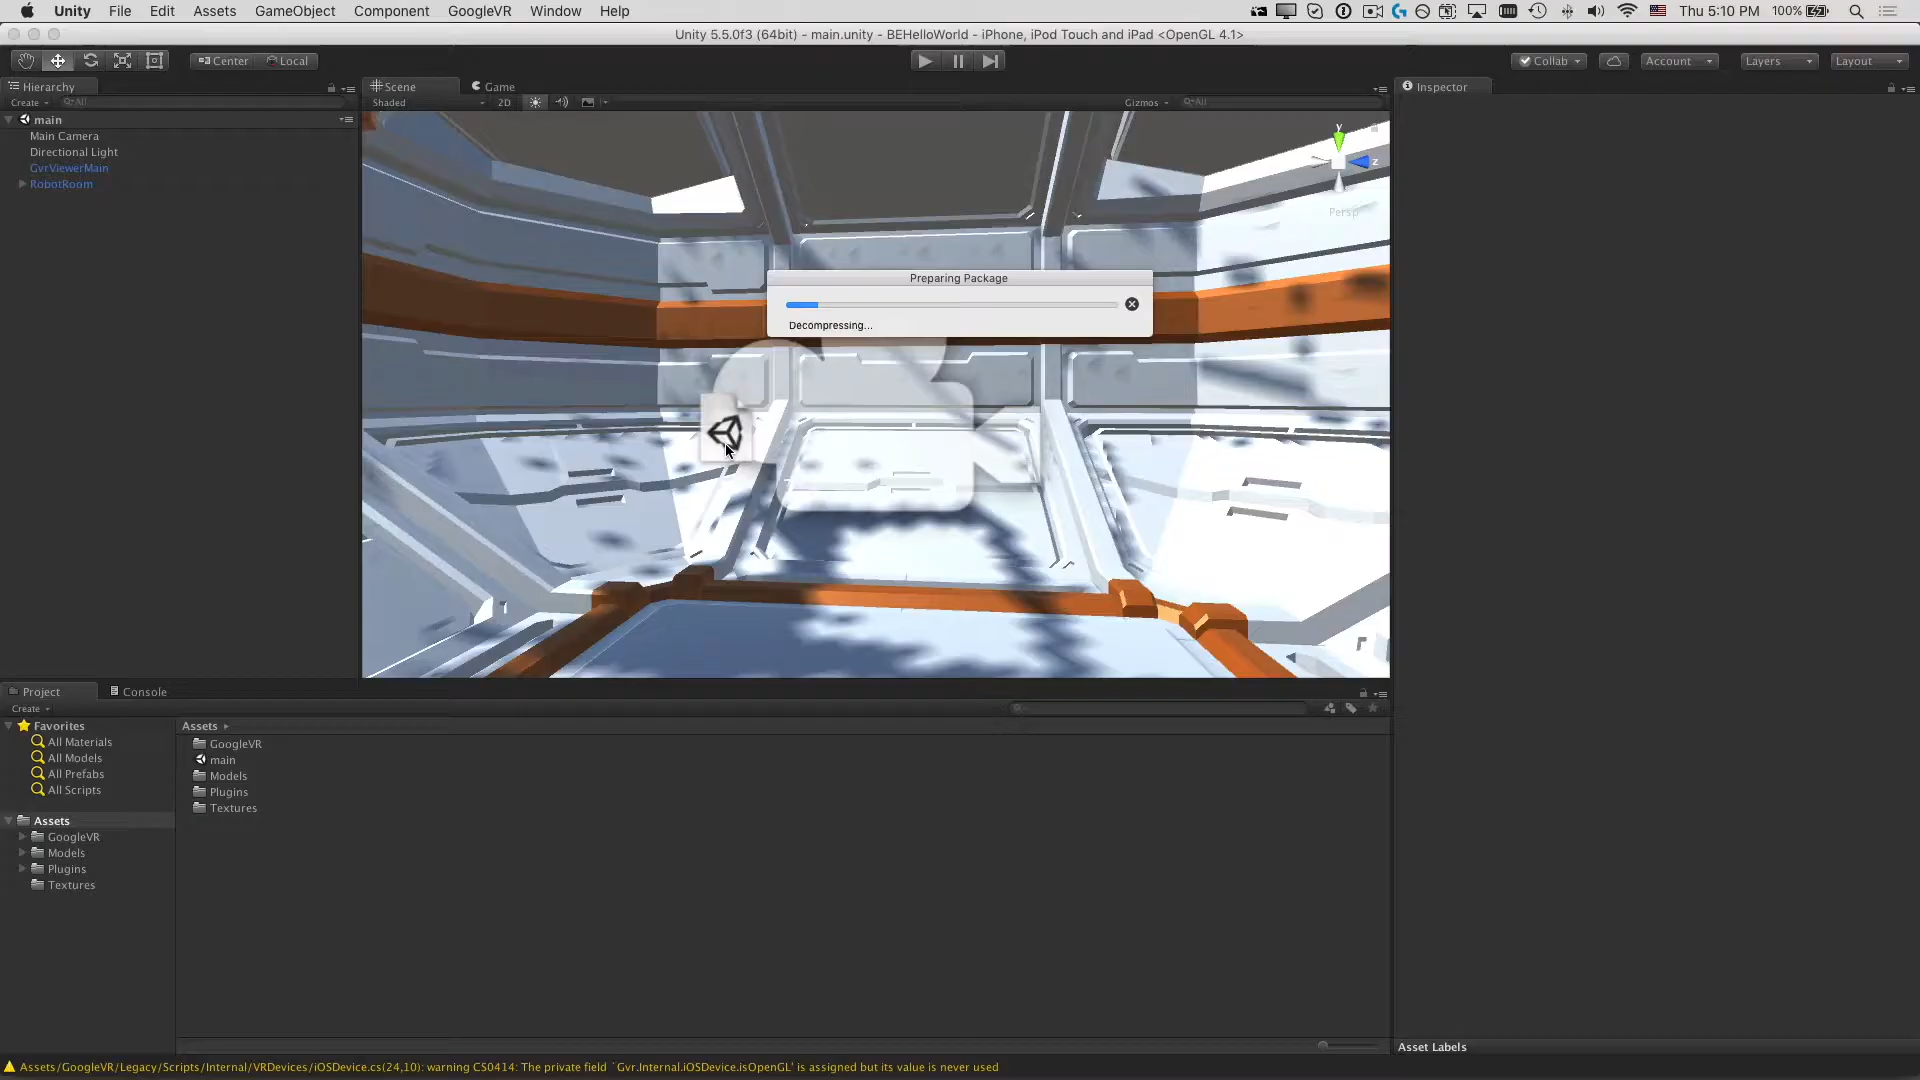 Unity File Edit Assets GameObject Component GoogleVR Window Help Thu 5:10 PM 100%
Unity 5.5.0f3 (64bit) - main.unity - BEHelloWorld - iPhone, iPod Touch and iPad <OpenGL 4.1>
Center Local Collab Account Layers Layout
Hierarchy Scene Game Inspector
Create All Shaded 2D Gizmos All
main
Main Camera
Directional Light
GvrViewerMain
RobotRoom
y
z
Persp
Preparing Package
Decompressing...
Project Console
Create
Favorites
All Materials
All Models
All Prefabs
All Scripts
Assets
GoogleVR
Models
Plugins
Textures
Assets
GoogleVR
main
Models
Plugins
Textures
Asset Labels
Assets/GoogleVR/Legacy/Scripts/Internal/VRDevices/iOSDevice.cs(24,10): warning CS0414: The private field `Gvr.Internal.iOSDevice.isOpenGL' is assigned but its value is never used